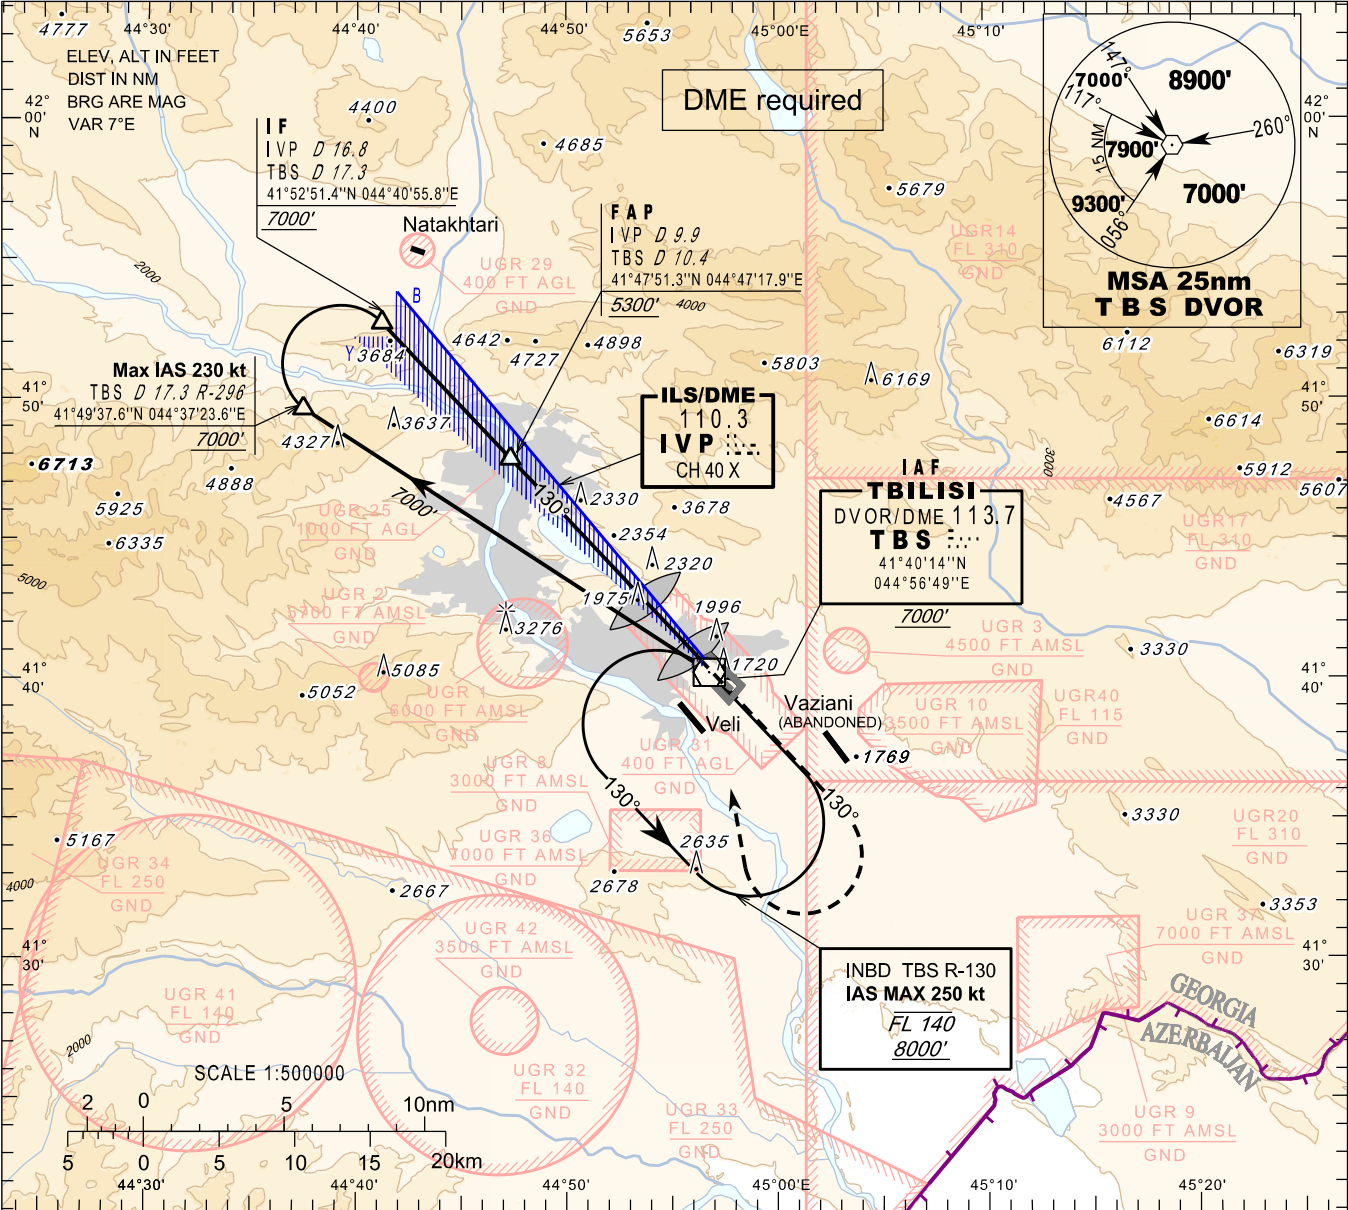 4777
44°30'
44°40'
44°50'
5653
45°00'E
45°10'
ELEV, ALT IN FEET
DIST IN NM
BRG ARE MAG
VAR 7°E
42°
00'
N
4400
4685
5679
DME required
147°
7000'
117°
8900'
260°
15 NM
7900'
7000'
9300'
056°
MSA 25nm
TBS DVOR
42°
00'
N
IF
IVP D 16.8
TBS D 17.3
41°52'51.4''N 044°40'55.8''E
7000'
Natakhtari
UGR 29
400 FT AGL
GND
FAP
IVP D 9.9
TBS D 10.4
41°47'51.3''N 044°47'17.9''E
5300'
4000
2000
UGR14
FL 310
GND
B
Y
3684
4642
4727
4898
5803
6169
6112
6319
Max IAS 230 kt
TBS D 17.3 R-296
41°49'37.6''N 044°37'23.6''E
7000'
41°
50'
41°
50'
ILS/DME
110.3
IVP
CH 40 X
4327
3637
6614
6713
4888
3000
5912
5607
5925
6335
7000'
130°
2330
3678
2354
2320
4567
IAF
TBILISI
DVOR/DME 113.7
TBS
41°40'14''N
044°56'49''E
7000'
UGR 25
1000 FT AGL
GND
UGR17
FL 310
GND
5000
UGR 2
5700 FT AMSL
GND
1975
1996
3276
1720
UGR 3
4500 FT AMSL
GND
3330
41°
40'
41°
40'
5085
5052
UGR 1
6000 FT AMSL
GND
Veli
Vaziani
(ABANDONED)
UGR 10
3500 FT AMSL
GND
UGR40
FL 115
GND
1769
UGR 31
400 FT AGL
GND
UGR 8
3000 FT AMSL
GND
130°
130°
UGR 36
7000 FT AMSL
GND
2635
2678
3330
UGR20
FL 310
GND
5167
UGR 34
FL 250
GND
4000
2667
3353
UGR 42
3500 FT AMSL
GND
UGR 37
7000 FT AMSL
GND
41°
30'
41°
30'
INBD TBS R-130
IAS MAX 250 kt
FL 140
8000'
GEORGIA
AZERBAIJAN
UGR 41
FL 140
GND
2000
SCALE 1:500000
UGR 32
FL 140
GND
UGR 33
FL 250
GND
UGR 9
3000 FT AMSL
GND
2 0 5 10nm
5 0 5 10 15 20km
44°30'
44°50'
45°00'E
45°10'
45°20'